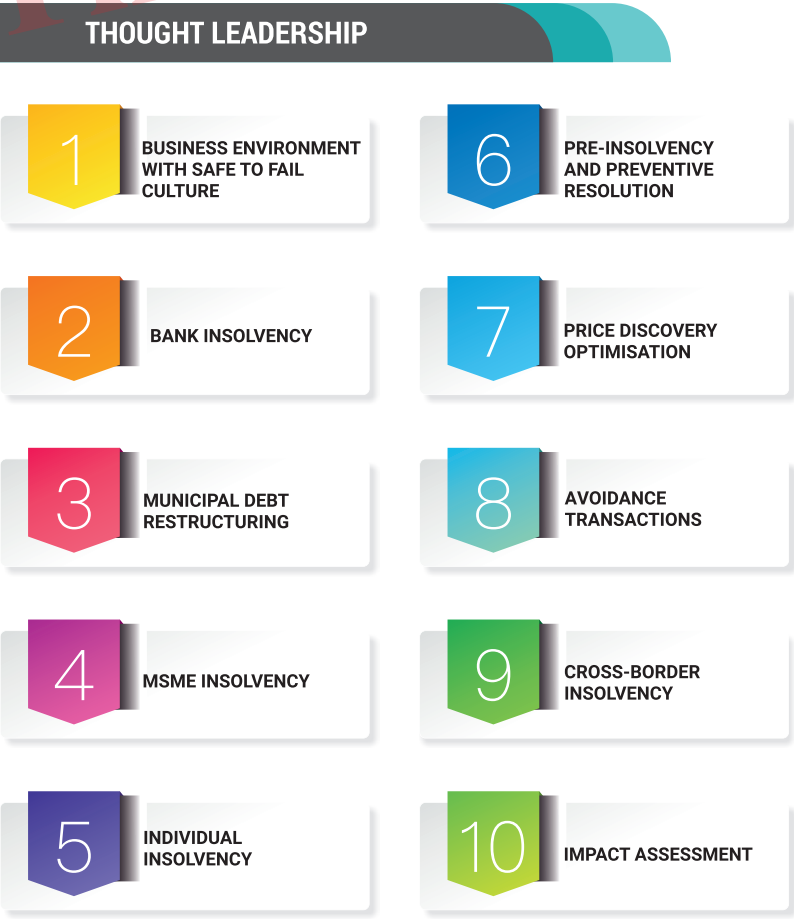 THOUGHT LEADERSHIP
1
BUSINESS ENVIRONMENT
WITH SAFE TO FAIL
CULTURE
2
BANK INSOLVENCY
3
MUNICIPAL DEBT
RESTRUCTURING
4
MSME INSOLVENCY
5
INDIVIDUAL
INSOLVENCY
6
PRE-INSOLVENCY
AND PREVENTIVE
RESOLUTION
7
PRICE DISCOVERY
OPTIMISATION
8
AVOIDANCE
TRANSACTIONS
9
CROSS-BORDER
INSOLVENCY
10
IMPACT ASSESSMENT